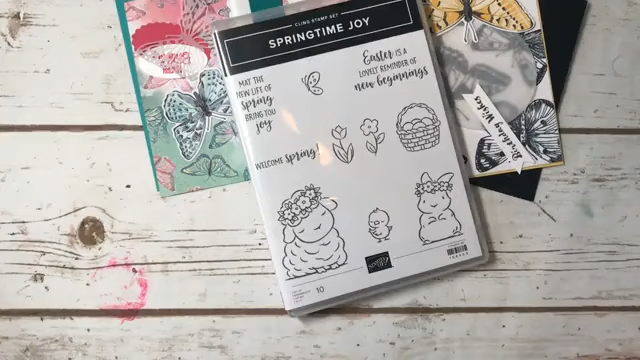 CLING STAMP SET
SPRINGTIME JOY
MAY THE
NEW LIFE OF
spring
BRING YOU
joy
Easter IS A
LOVELY REMINDER OF
new beginnings
WELCOME spring!
10
Birthday Wishes